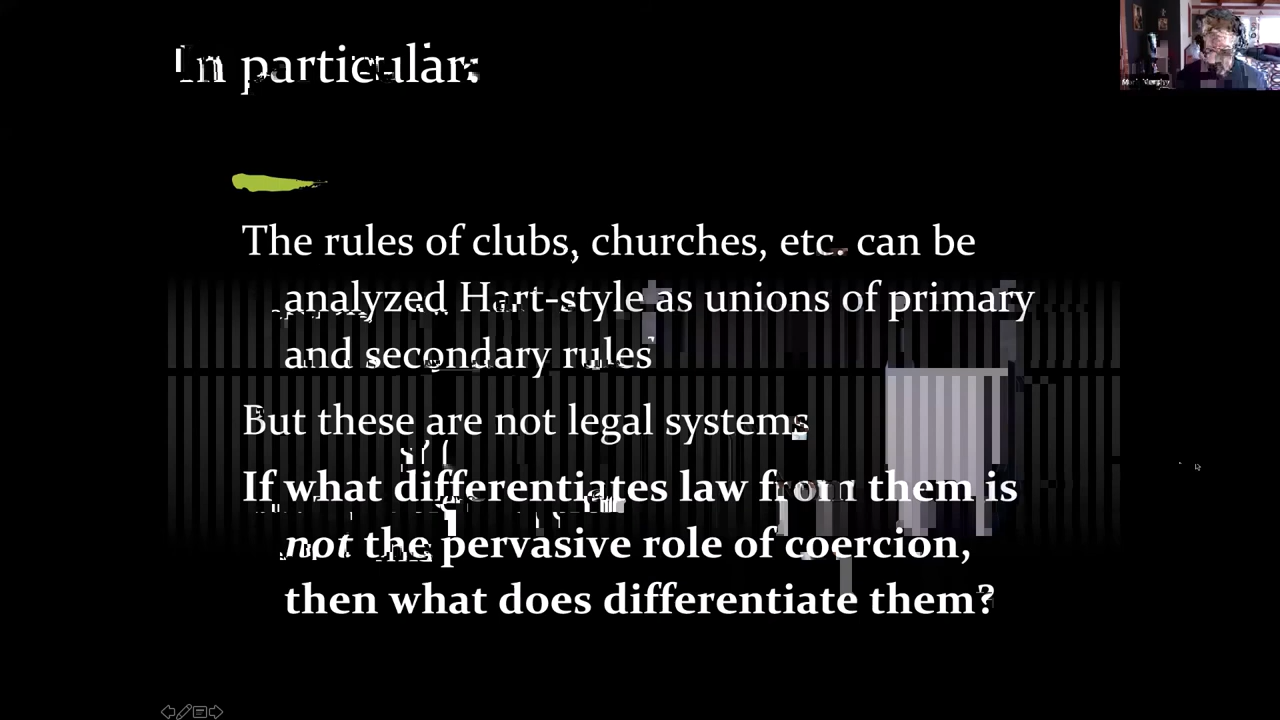 In particular:
The rules of clubs, churches, etc. can be
analyzed Hart-style as unions of primary
and secondary rules
But these are not legal systems
If what differentiates law from them is
not the pervasive role of coercion,
then what does differentiate them?